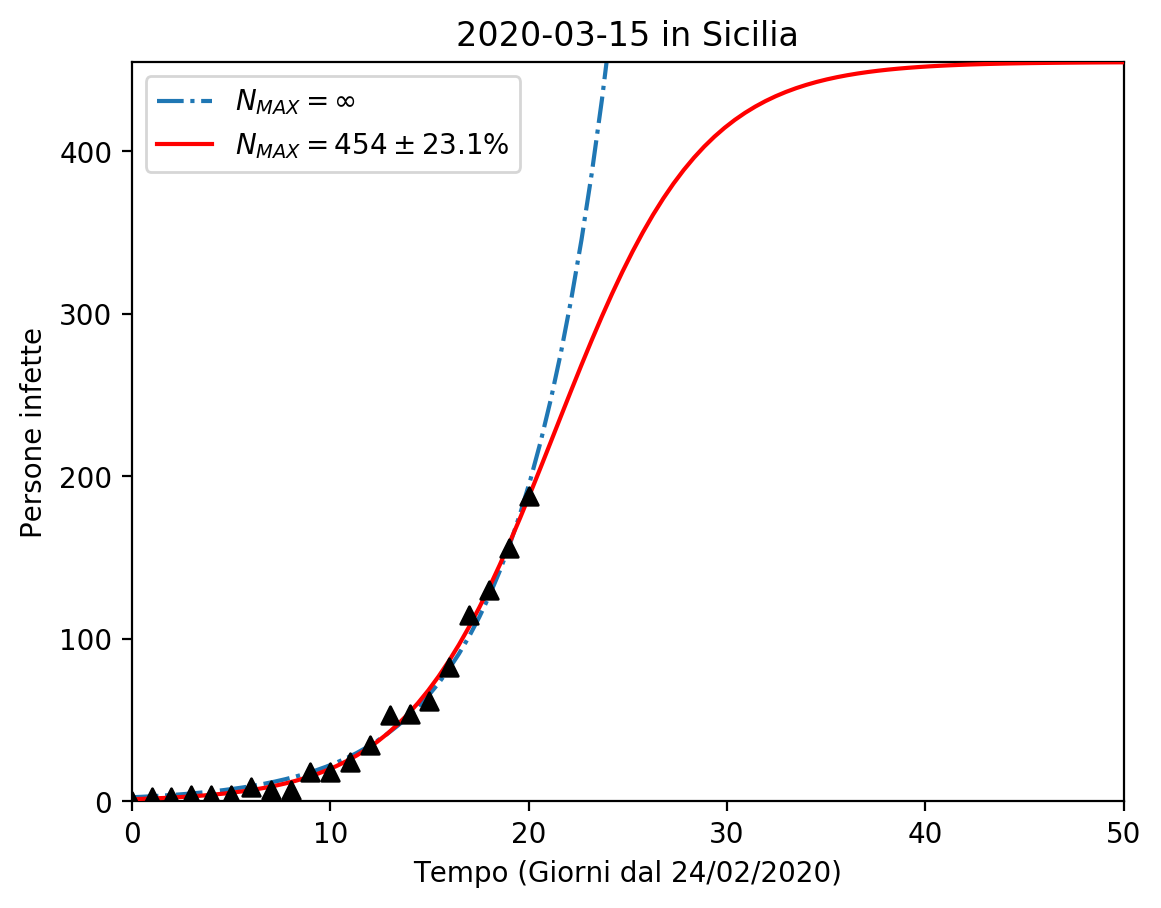 2020-03-15 in Sicilia
N_MAX = ∞
N_MAX = 454 ± 23.1%
Persone infette
400
300
200
100
0
0 10 20 30 40 50
Tempo (Giorni dal 24/02/2020)